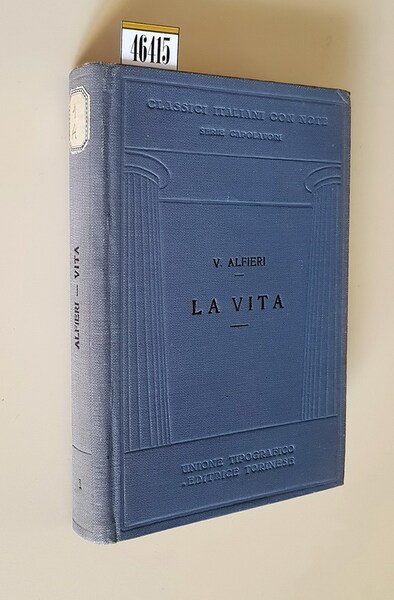 46415
CLASSICI ITALIANI CON NOTE
SERIE CAPOLAVORI
V. ALFIERI
LA VITA
UNIONE TIPOGRAFICO
EDITRICE TORINESE
ALFIERI — VITA
1